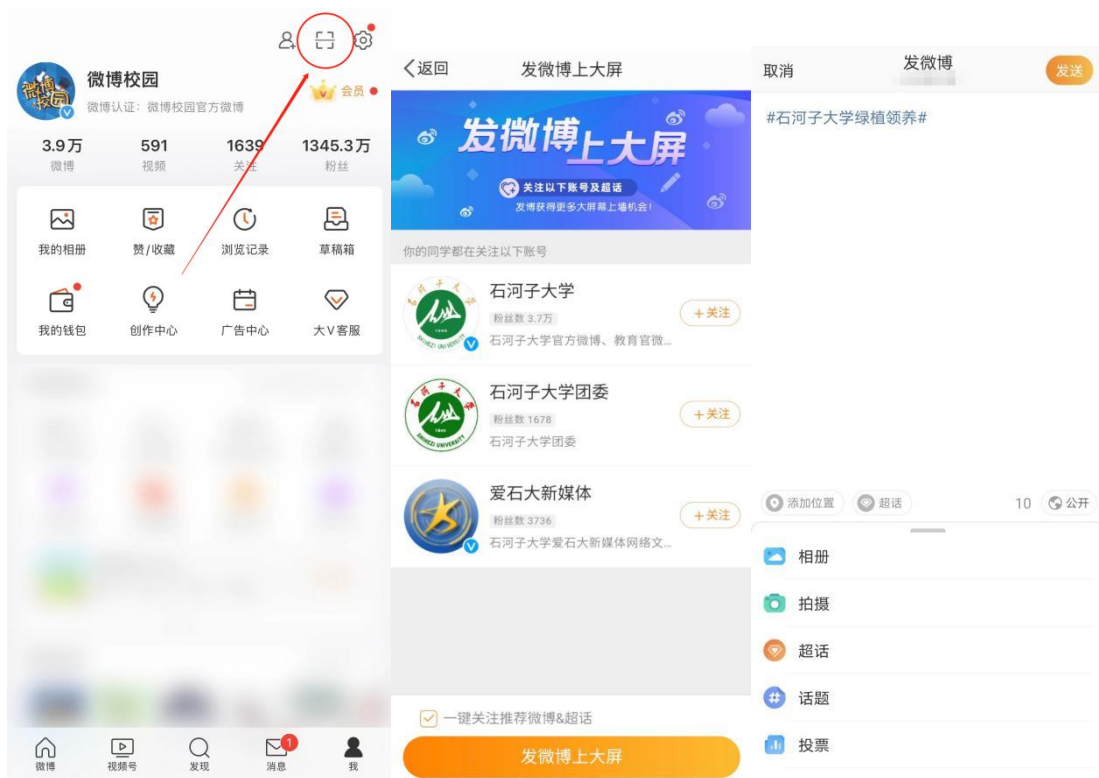 微博校园
微博认证：微博校园官方微博
会员
3.9万
591
1639
1345.3万
微博
视频
关注
粉丝
我的相册
赞/收藏
浏览记录
草稿箱
我的钱包
创作中心
广告中心
大V客服
微博
视频号
发现
1
消息
我
返回
发微博上大屏
发微博上大屏
关注以下账号及超话
发博获得更多大屏幕上墙机会！
你的同学都在关注以下账号
石河子大学
粉丝数 3.7万
石河子大学官方微博、教育官微...
+关注
石河子大学团委
粉丝数 1678
石河子大学团委
+关注
爱石大新媒体
粉丝数 3736
石河子大学爱石大新媒体网络文...
+关注
一键关注推荐微博&超话
发微博上大屏
取消
发微博
发送
#石河子大学绿植领养#
添加位置
超话
10
公开
相册
拍摄
超话
话题
投票